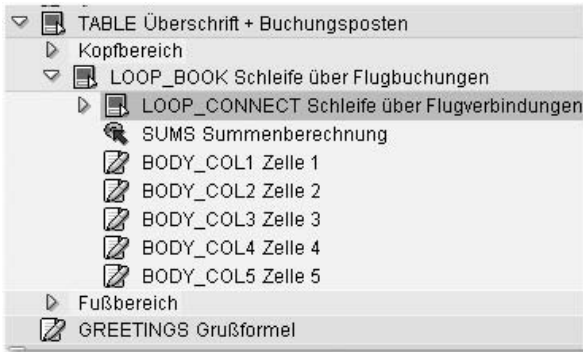 TABLE Überschrift + Buchungsposten
Kopfbereich
LOOP_BOOK Schleife über Flugbuchungen
LOOP_CONNECT Schleife über Flugverbindungen
SUMS Summenberechnung
BODY_COL1 Zelle 1
BODY_COL2 Zelle 2
BODY_COL3 Zelle 3
BODY_COL4 Zelle 4
BODY_COL5 Zelle 5
Fußbereich
GREETINGS Grußformel